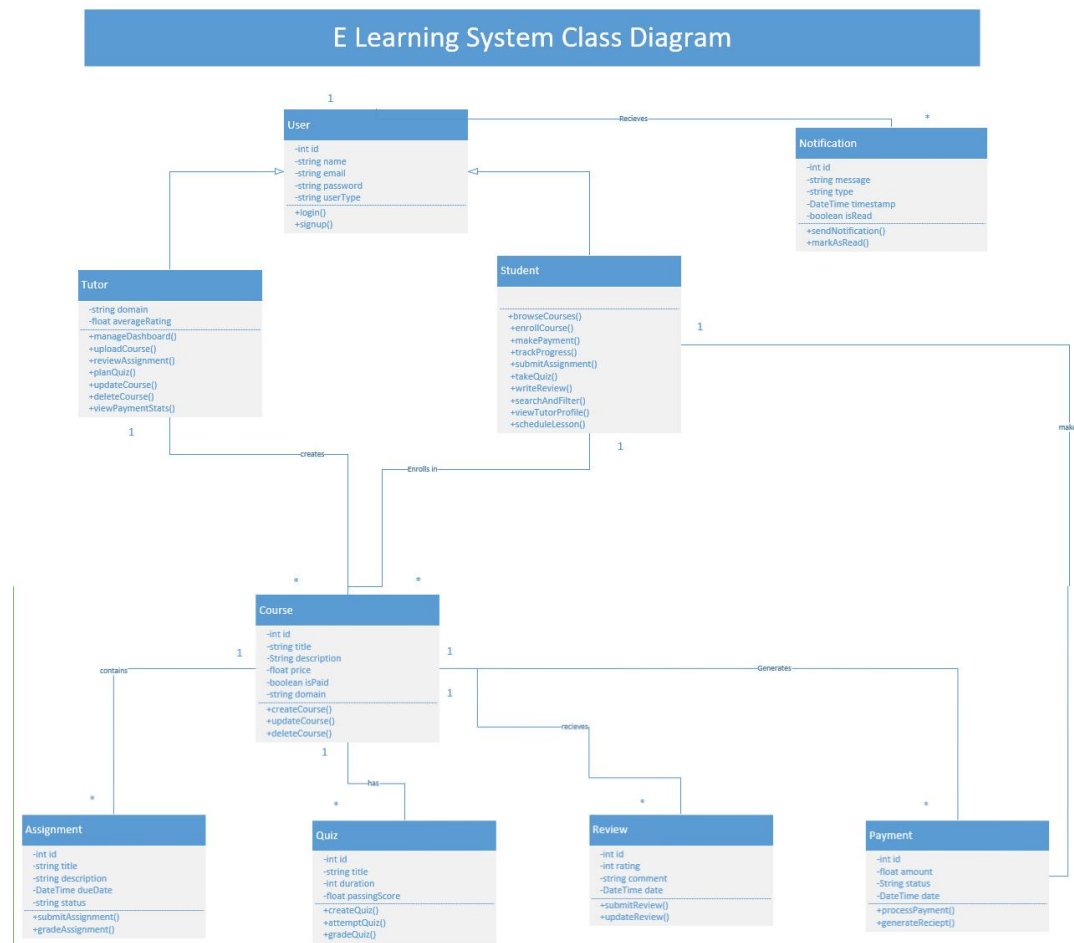 E Learning System Class Diagram
1
Recieves
*
User
-int id
-string name
-string email
-string password
-string userType
+login()
+signup()
Notification
-int id
-string message
-string type
-DateTime timestamp
-boolean isRead
+sendNotification()
+markAsRead()
Tutor
-string domain
-float averageRating
+manageDashboard()
+uploadCourse()
+reviewAssignment()
+planQuiz()
+updateCourse()
+deleteCourse()
+viewPaymentStats()
1
Student
+browseCourses()
+enrollCourse()
+makePayment()
+trackProgress()
+submitAssignment()
+takeQuiz()
+writeReview()
+searchAndFilter()
+viewTutorProfile()
+scheduleLesson()
1
1
make
creates
Enrolls in
*
*
Course
-int id
-string title
-String description
-float price
-boolean isPaid
-string domain
+createCourse()
+updateCourse()
+deleteCourse()
1
1
1
1
contains
Generates
recieves
has
*
*
*
*
Assignment
-int id
-string title
-string description
-DateTime dueDate
-string status
+submitAssignment()
+gradeAssignment()
Quiz
-int id
-string title
-int duration
-float passingScore
+createQuiz()
+attemptQuiz()
+gradeQuiz()
Review
-int id
-int rating
-string comment
-DateTime date
+submitReview()
+updateReview()
Payment
-int id
-float amount
-String status
-DateTime date
+processPayment()
+generateReciept()